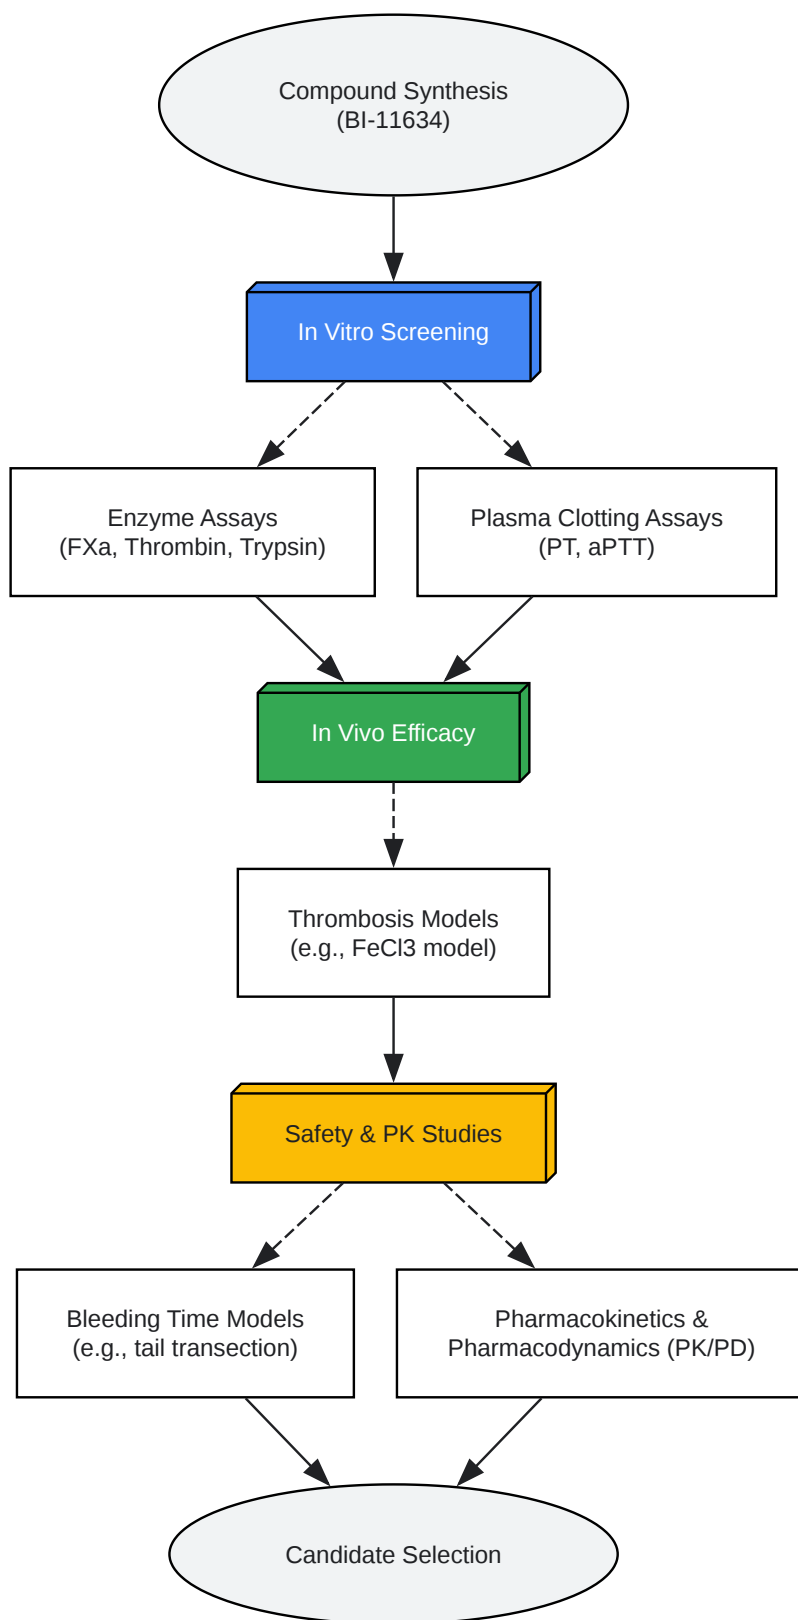 Compound Synthesis
(BI-11634)
In Vitro Screening
Enzyme Assays
(FXa, Thrombin, Trypsin)
Plasma Clotting Assays
(PT, aPTT)
In Vivo Efficacy
Thrombosis Models
(e.g., FeCl3 model)
Safety & PK Studies
Bleeding Time Models
(e.g., tail transection)
Pharmacokinetics &
Pharmacodynamics (PK/PD)
Candidate Selection